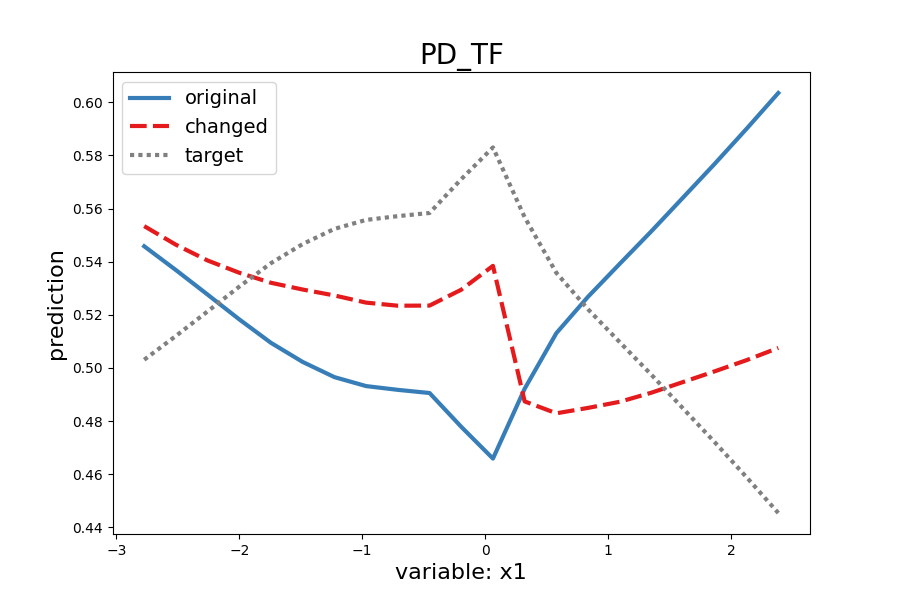 PD_TF
original
changed
target
prediction
0.60
0.58
0.56
0.54
0.52
0.50
0.48
0.46
0.44
−3
−2
−1
0
1
2
variable: x1